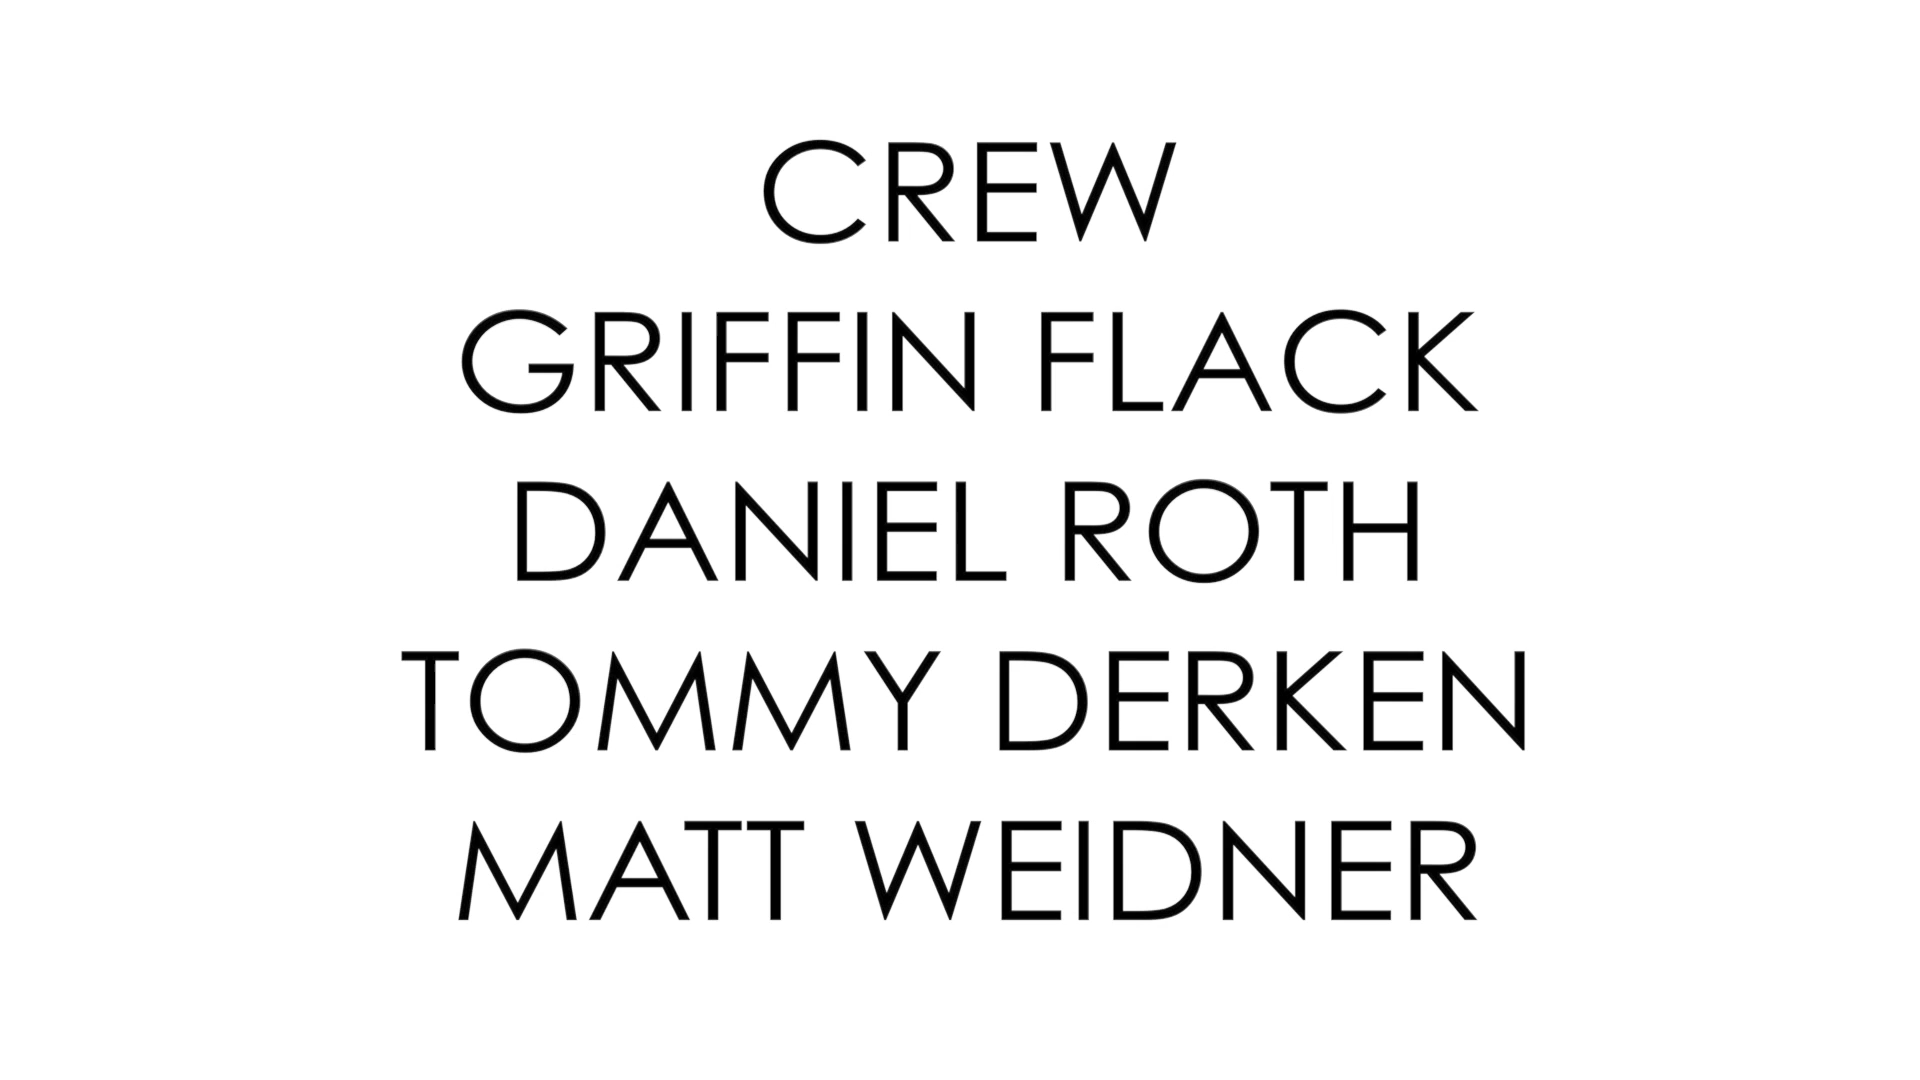 CREW
GRIFFIN FLACK
DANIEL ROTH
TOMMY DERKEN
MATT WEIDNER